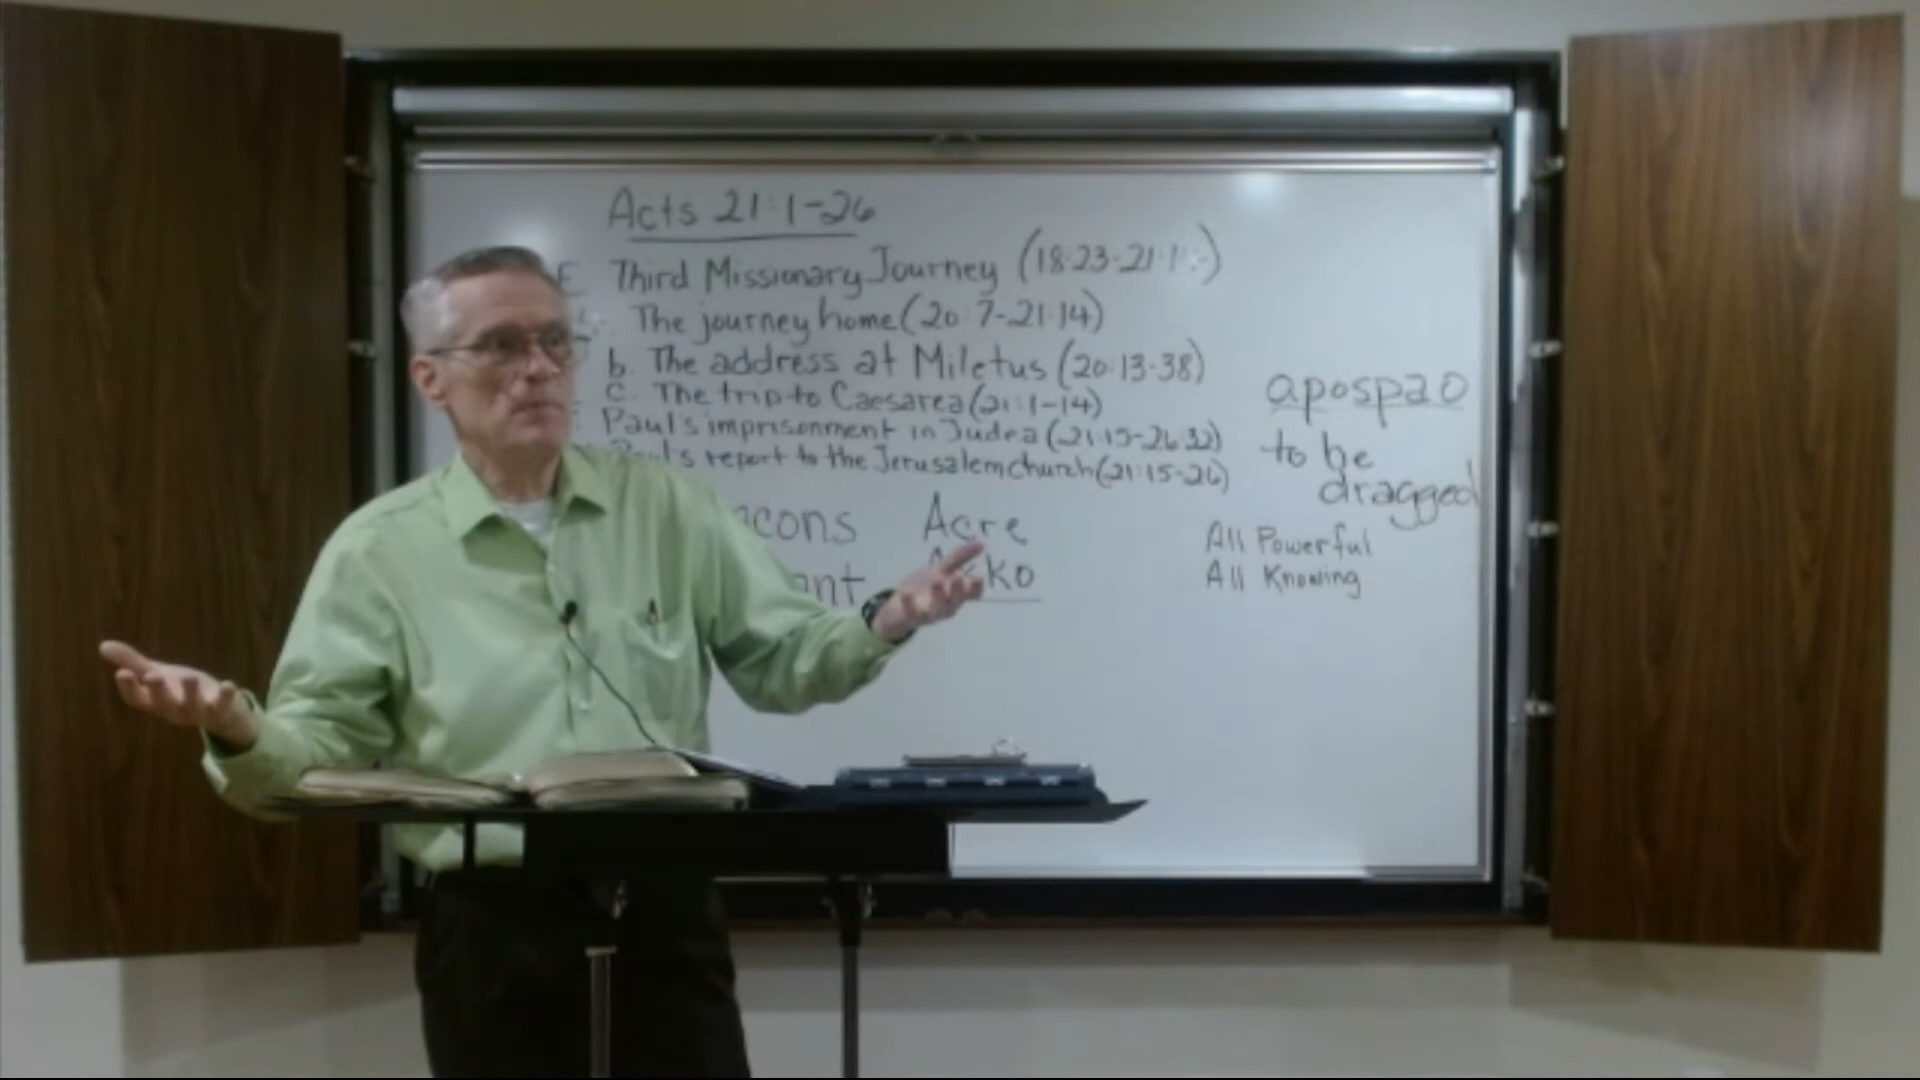 Acts 21:1-26
E Third Missionary Journey (18:23-21:1
The journey home (20:7-21:14)
b. The address at Miletus (20:13-38)
c. The trip to Caesarea (21:1-14)
Paul's imprisonment in Judea (21:15-26:32)
Paul's report to the Jerusalem church (21:15-26)
apospao
to be
dragged
acons Acre
ant kko
All Powerful
All Knowing